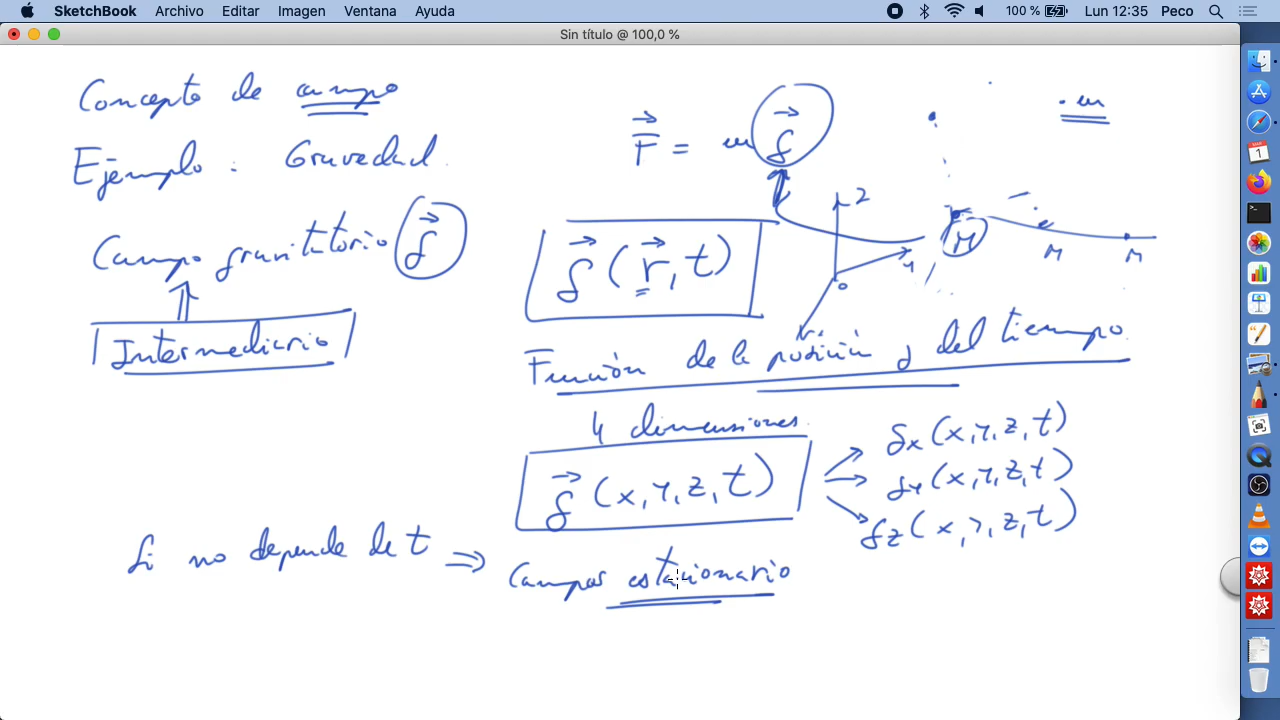 SketchBook Archivo Editar Imagen Ventana Ayuda 100 % Lun 12:35 Peco
Sin título @ 100,0 %
Concepto de campo
Ejemplo : Gravedad
Campo gravitatorio g
Intermediario
F = m g
m
z
y
x
o
M
M
M
g (r, t)
Función de la posición y del tiempo
4 dimensiones
g (x, y, z, t)
gx (x, y, z, t)
gy (x, y, z, t)
gz (x, y, z, t)
Si no depende de t ⇒ Campos estacionario